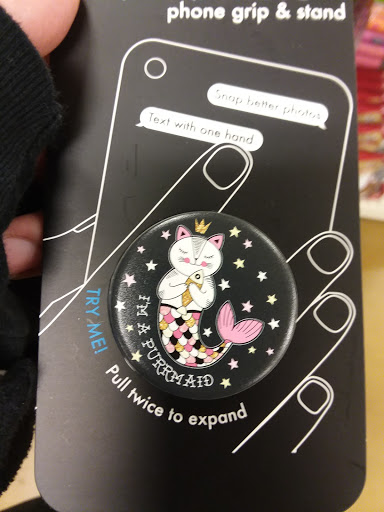 phone grip & stand
Snap better photos
Text with one hand
TRY ME!
I'M A PURRMAID
Pull twice to expand